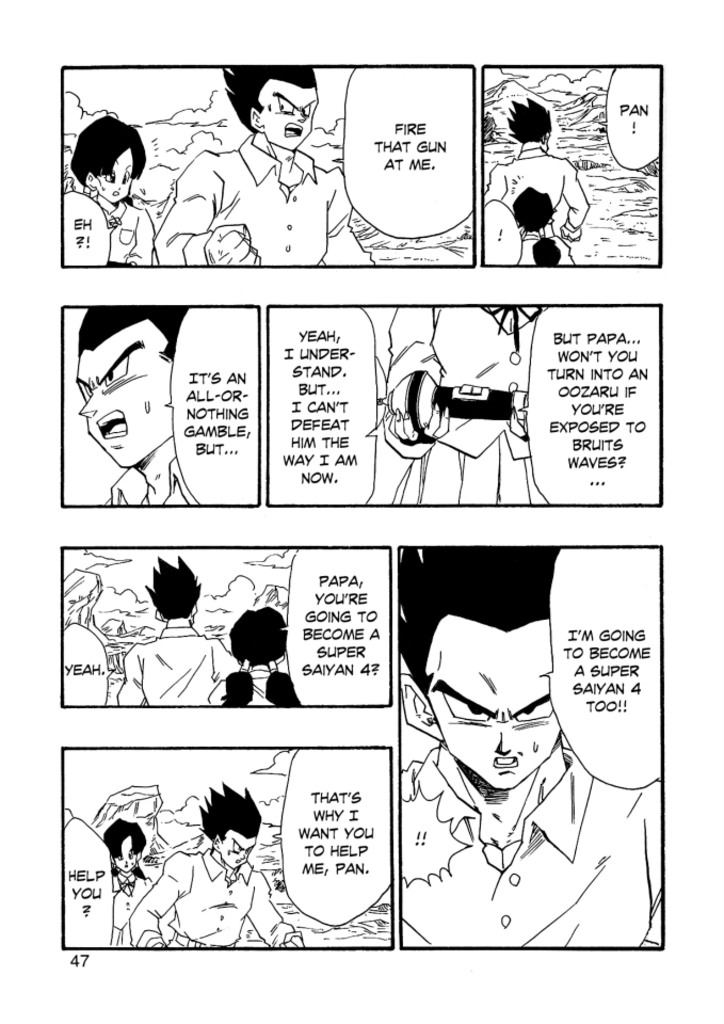 PAN
!
!
FIRE
THAT GUN
AT ME.
EH
?!
BUT PAPA...
WON'T YOU
TURN INTO AN
OOZARU IF
YOU'RE
EXPOSED TO
BRUITS
WAVES?
...
YEAH,
I UNDER-
STAND.
BUT...
I CAN'T
DEFEAT
HIM THE
WAY I AM
NOW.
IT'S AN
ALL-OR-
NOTHING
GAMBLE,
BUT...
I'M GOING
TO BECOME
A SUPER
SAIYAN 4
TOO!!
!!
PAPA,
YOU'RE
GOING TO
BECOME A
SUPER
SAIYAN 4?
YEAH.
THAT'S
WHY I
WANT YOU
TO HELP
ME, PAN.
HELP
YOU
?
47